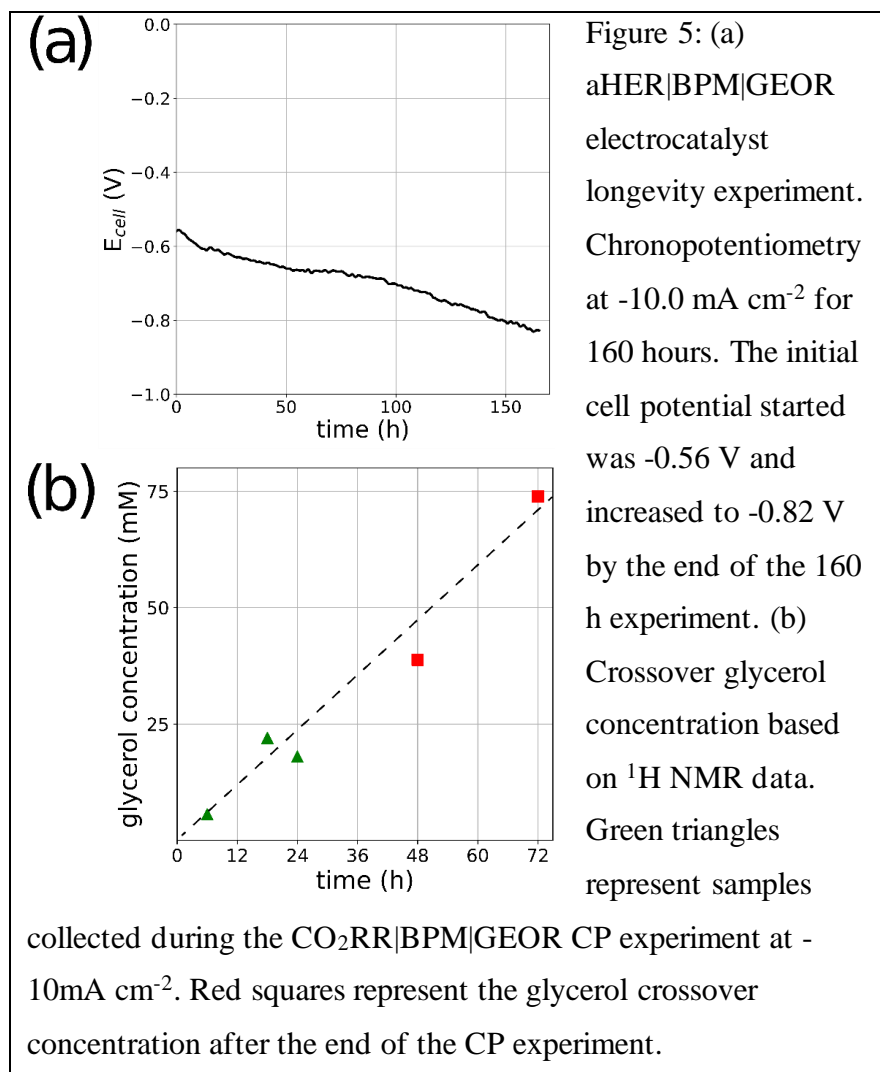 (a)
0.0
−0.2
−0.4
−0.6
−0.8
−1.0
E_cell (V)
0 50 100 150
time (h)
(b)
75
50
25
glycerol concentration (mM)
0 12 24 36 48 60 72
time (h)
Figure 5: (a)
aHER|BPM|GEOR
electrocatalyst
longevity experiment.
Chronopotentiometry
at -10.0 mA cm⁻² for
160 hours. The initial
cell potential started
was -0.56 V and
increased to -0.82 V
by the end of the 160
h experiment. (b)
Crossover glycerol
concentration based
on ¹H NMR data.
Green triangles
represent samples
collected during the CO₂RR|BPM|GEOR CP experiment at -
10mA cm⁻². Red squares represent the glycerol crossover
concentration after the end of the CP experiment.